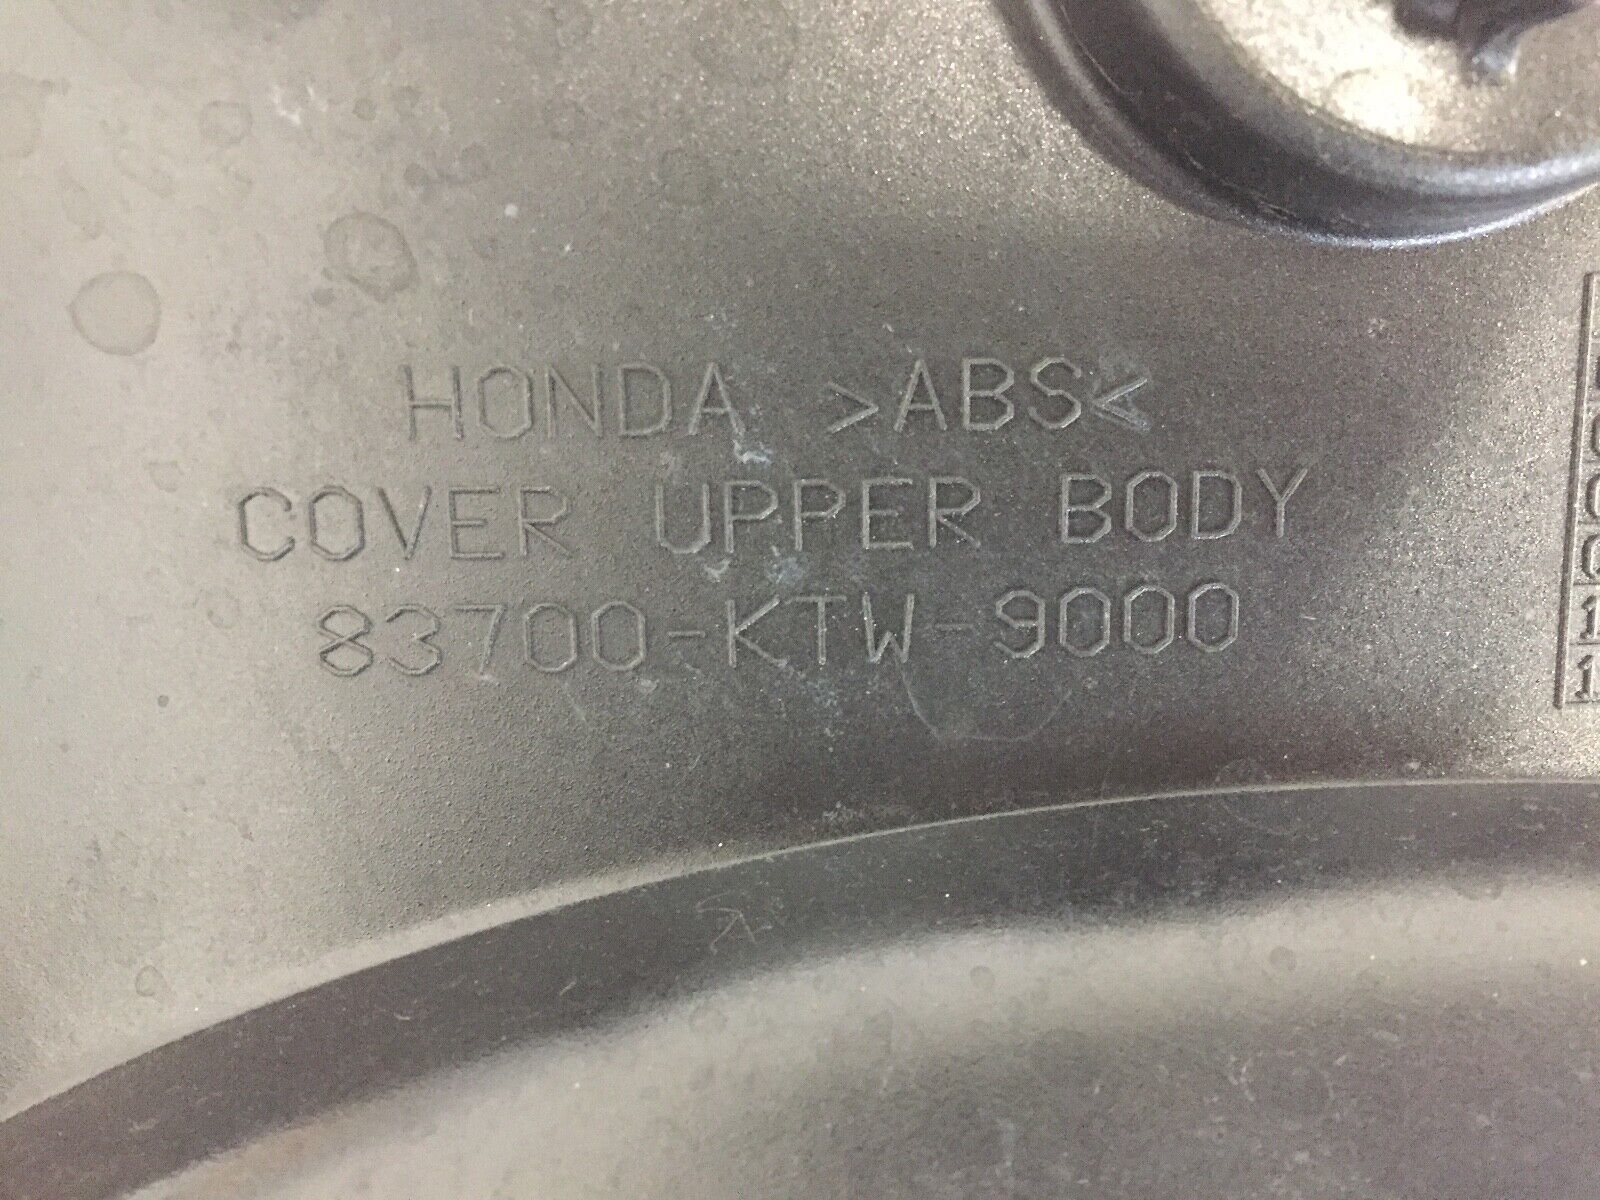 HONDA >ABS<
COVER UPPER BODY
83700-KTW-9000